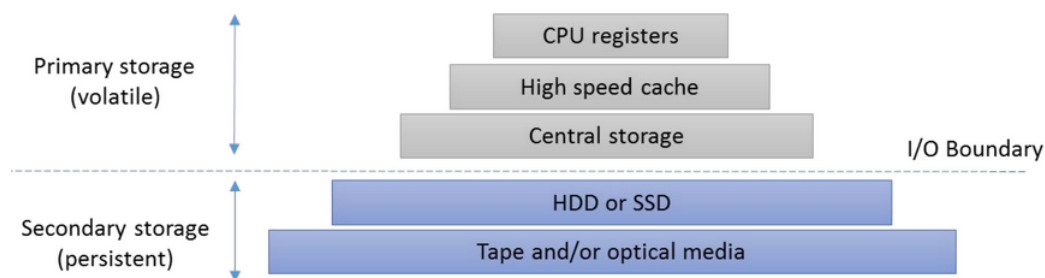 CPU registers
Primary storage
(volatile)
High speed cache
Central storage
I/O Boundary
HDD or SSD
Secondary storage
(persistent)
Tape and/or optical media